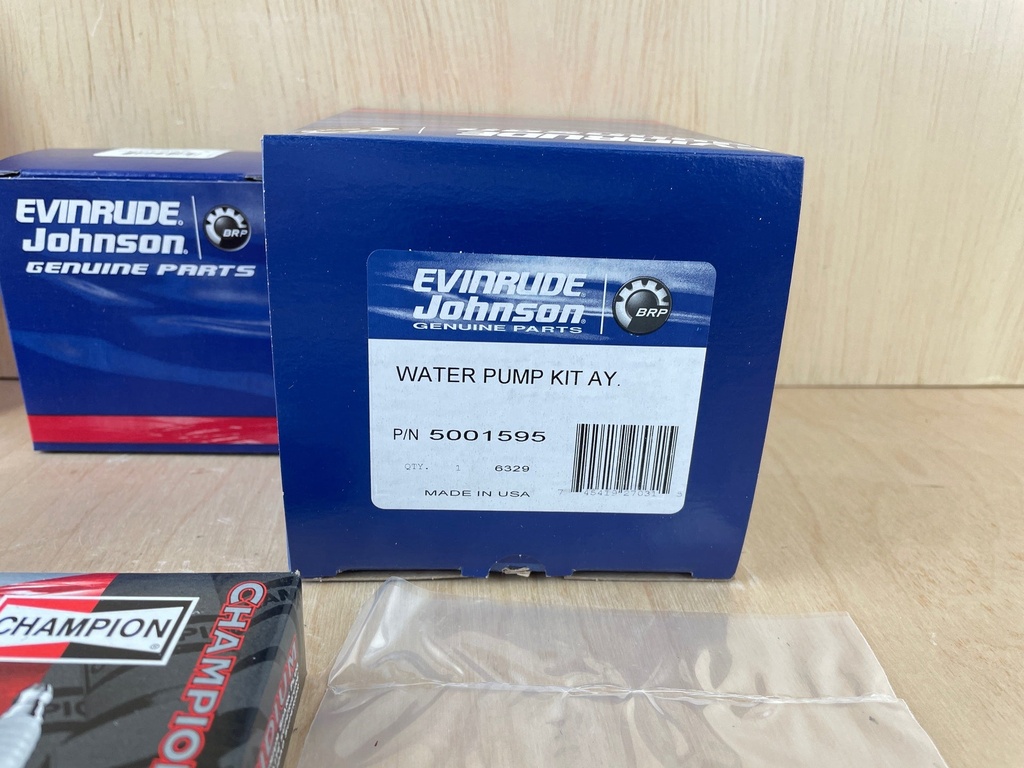 EVINRUDE
Johnson
BRP
GENUINE PARTS
EVINRUDE
Johnson
BRP
GENUINE PARTS
WATER PUMP KIT AY.
P/N 5001595
QTY. 1 6329
MADE IN USA
CHAMPION
CHAMPION